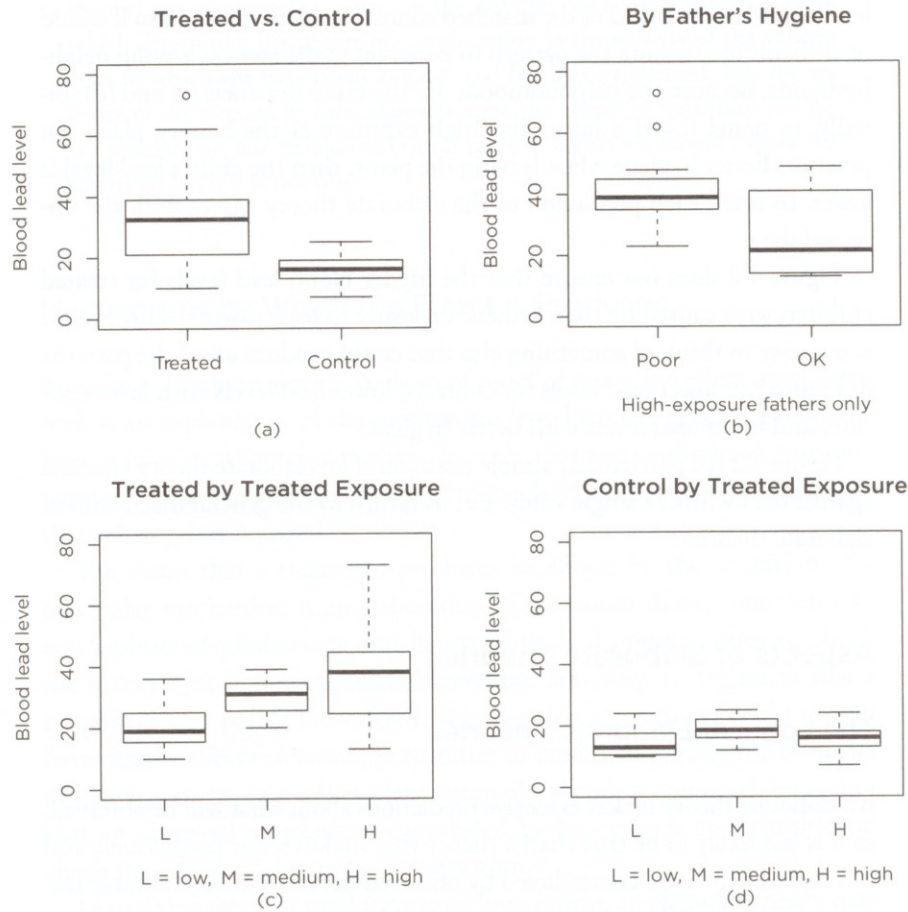 Treated vs. Control
Blood lead level
80
60
40
20
0
Treated Control
(a)
By Father's Hygiene
Blood lead level
80
60
40
20
0
Poor OK
High-exposure fathers only
(b)
Treated by Treated Exposure
Blood lead level
80
60
40
20
0
L M H
L = low, M = medium, H = high
(c)
Control by Treated Exposure
Blood lead level
80
60
40
20
0
L M H
L = low, M = medium, H = high
(d)